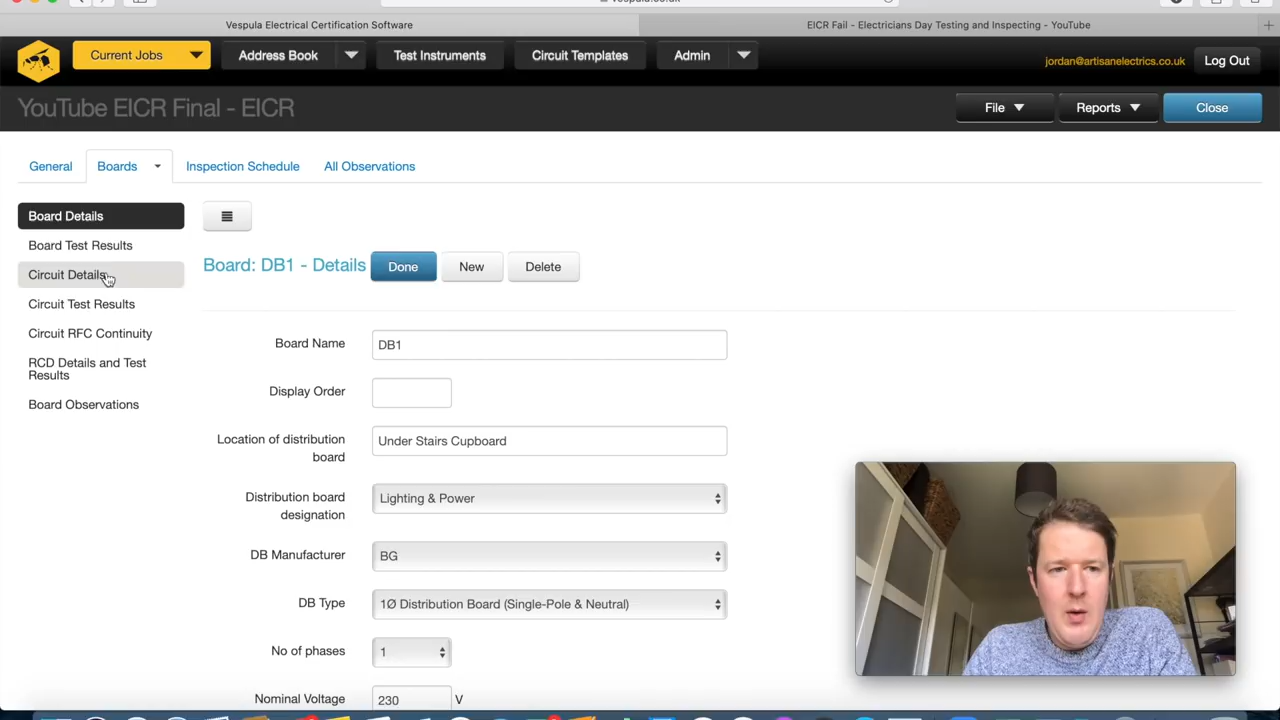 vespula.co.uk
Vespula Electrical Certification Software
EICR Fail - Electricians Day Testing and Inspecting - YouTube
Current Jobs
Address Book
Test Instruments
Circuit Templates
Admin
jordan@artisanelectrics.co.uk
Log Out
YouTube EICR Final - EICR
File
Reports
Close
General
Boards
Inspection Schedule
All Observations
Board Details
Board Test Results
Circuit Details
Circuit Test Results
Circuit RFC Continuity
RCD Details and Test
Results
Board Observations
Board: DB1 - Details
Done
New
Delete
Board Name
DB1
Display Order
Location of distribution
board
Under Stairs Cupboard
Distribution board
designation
Lighting & Power
DB Manufacturer
BG
DB Type
1Ø Distribution Board (Single-Pole & Neutral)
No of phases
1
Nominal Voltage
230
V